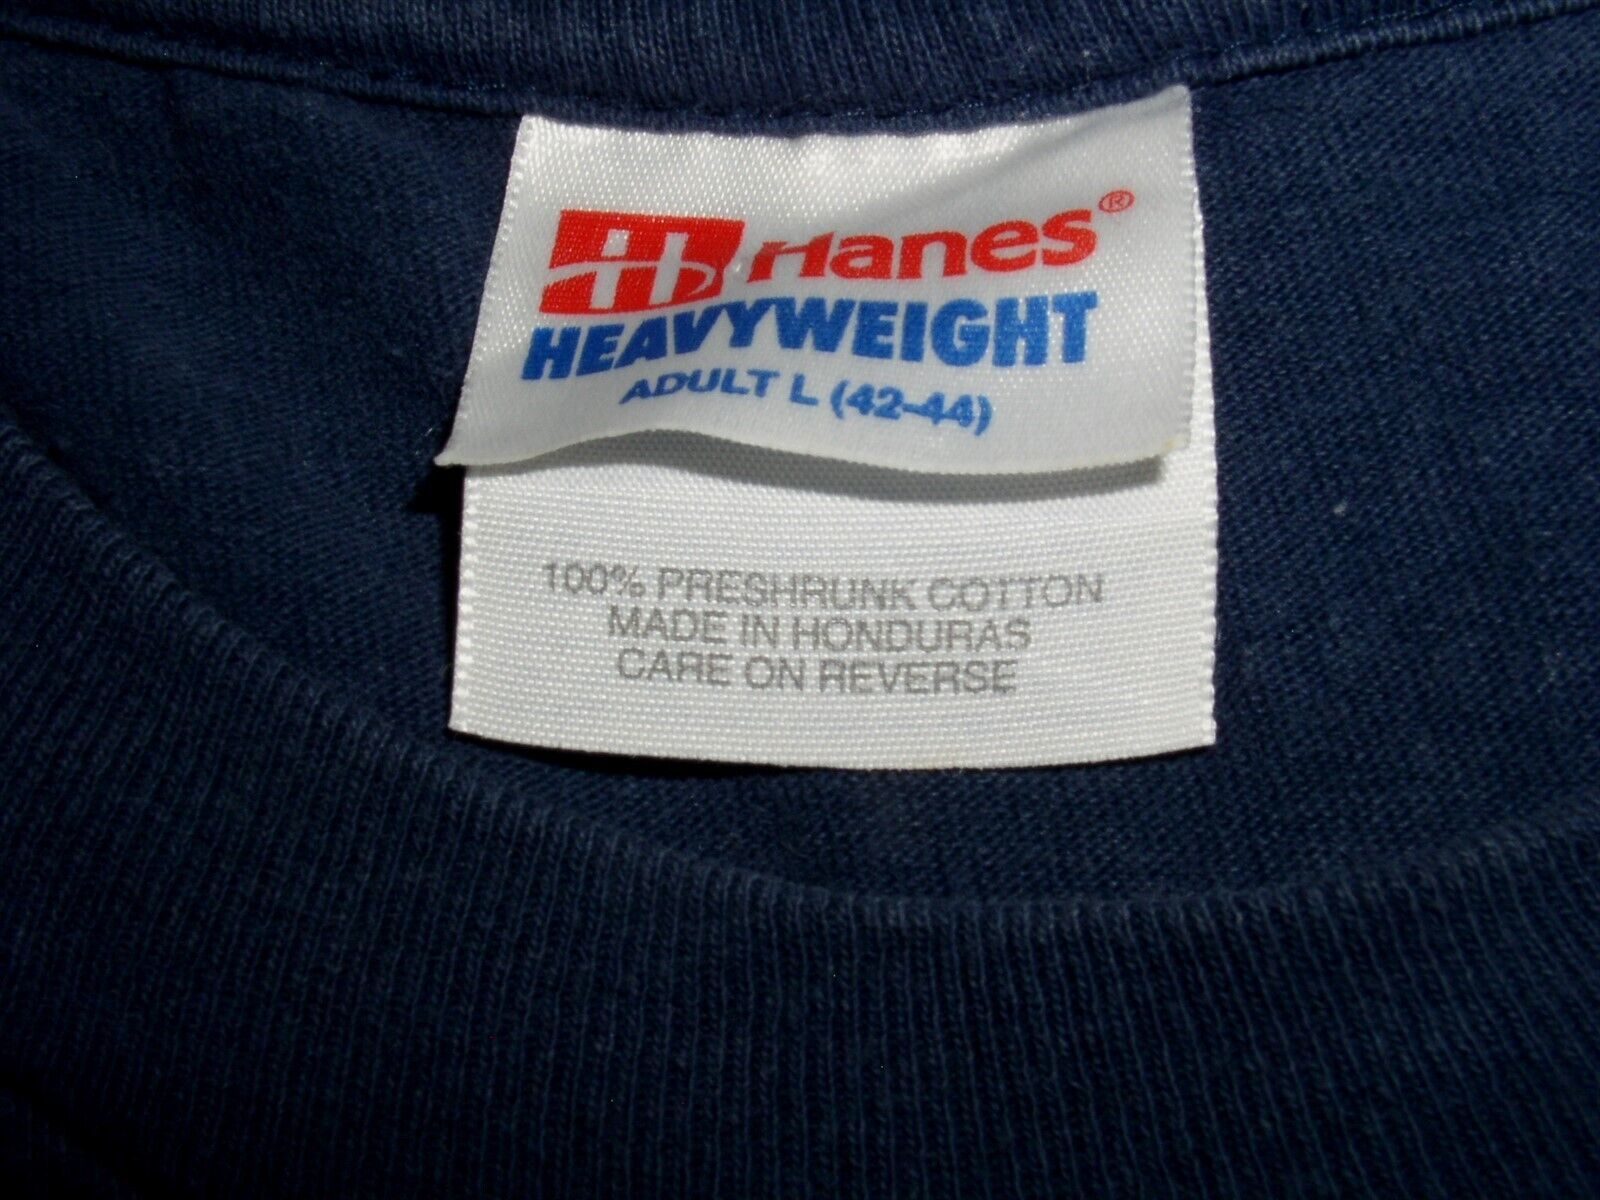 Hanes®
HEAVYWEIGHT
ADULT L (42-44)
100% PRESHRUNK COTTON
MADE IN HONDURAS
CARE ON REVERSE